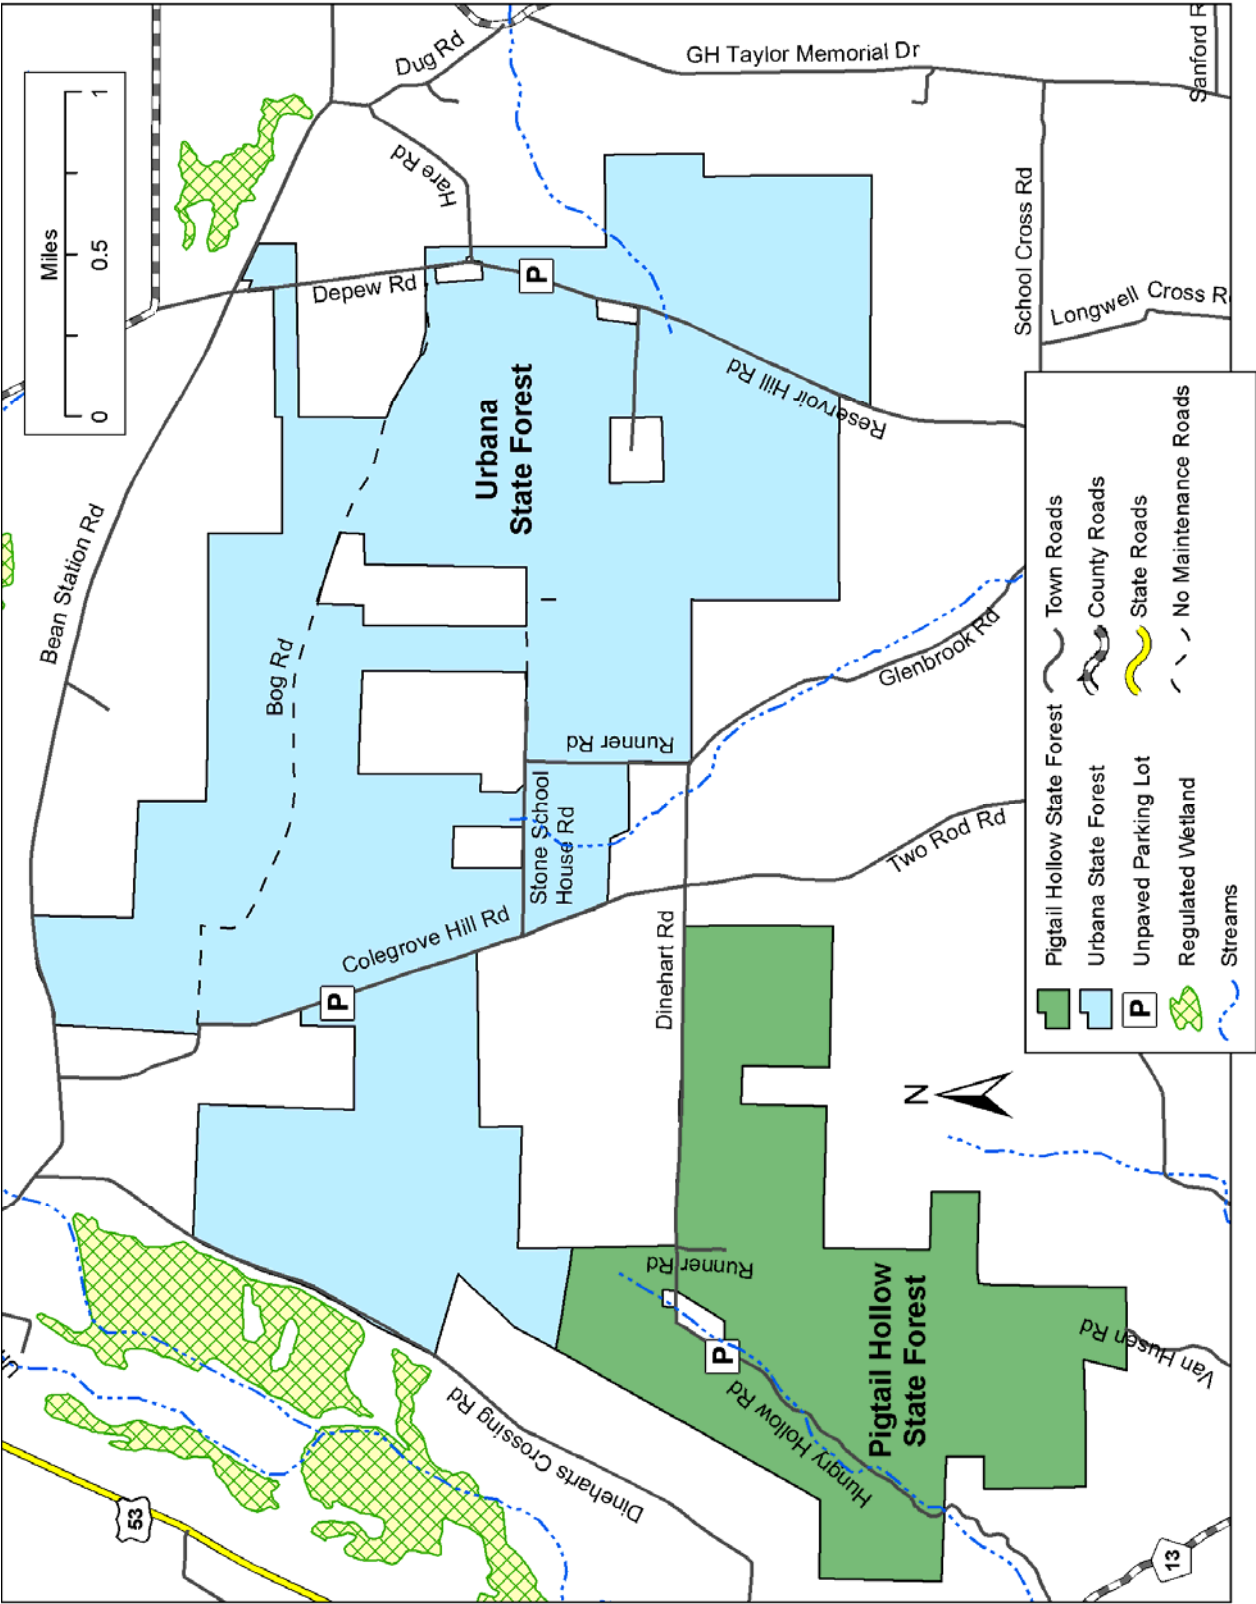 Miles
0
0.5
1
Dug Rd
GH Taylor Memorial Dr
Sanford R
Hare Rd
Depew Rd
P
School Cross Rd
Longwell Cross R
Reservoir Hill Rd
Urbana
State Forest
Bean Station Rd
Bog Rd
Runner Rd
Glenbrook Rd
Stone School
House Rd
Two Rod Rd
Colegrove Hill Rd
P
Dinehart Rd
N
Runner Rd
P
Hungry Hollow Rd
Pigtail Hollow
State Forest
Van Husen Rd
Dineharts Crossing Rd
53
13
Pigtail Hollow State Forest
Urbana State Forest
P
Unpaved Parking Lot
Regulated Wetland
Streams
Town Roads
County Roads
State Roads
No Maintenance Roads